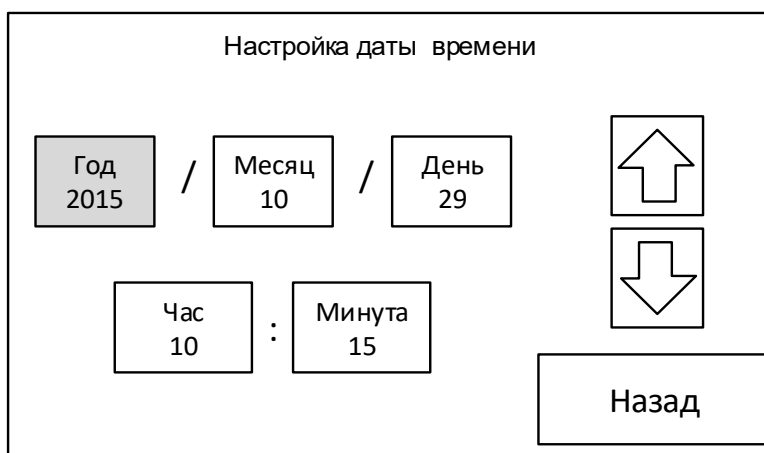 Настройка даты времени
Год
2015
/
Месяц
10
/
День
29
Час
10
:
Минута
15
Назад